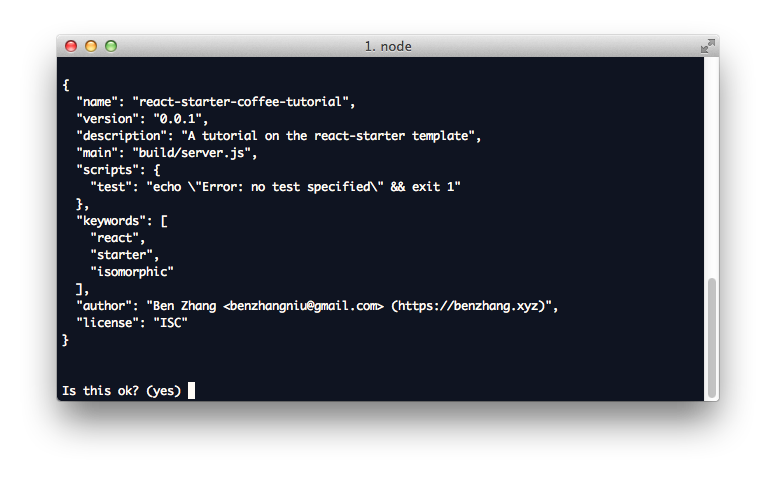 1. node
{
  "name": "react-starter-coffee-tutorial",
  "version": "0.0.1",
  "description": "A tutorial on the react-starter template",
  "main": "build/server.js",
  "scripts": {
    "test": "echo \"Error: no test specified\" && exit 1"
  },
  "keywords": [
    "react",
    "starter",
    "isomorphic"
  ],
  "author": "Ben Zhang <benzhangniu@gmail.com> (https://benzhang.xyz)",
  "license": "ISC"
}
Is this ok? (yes)